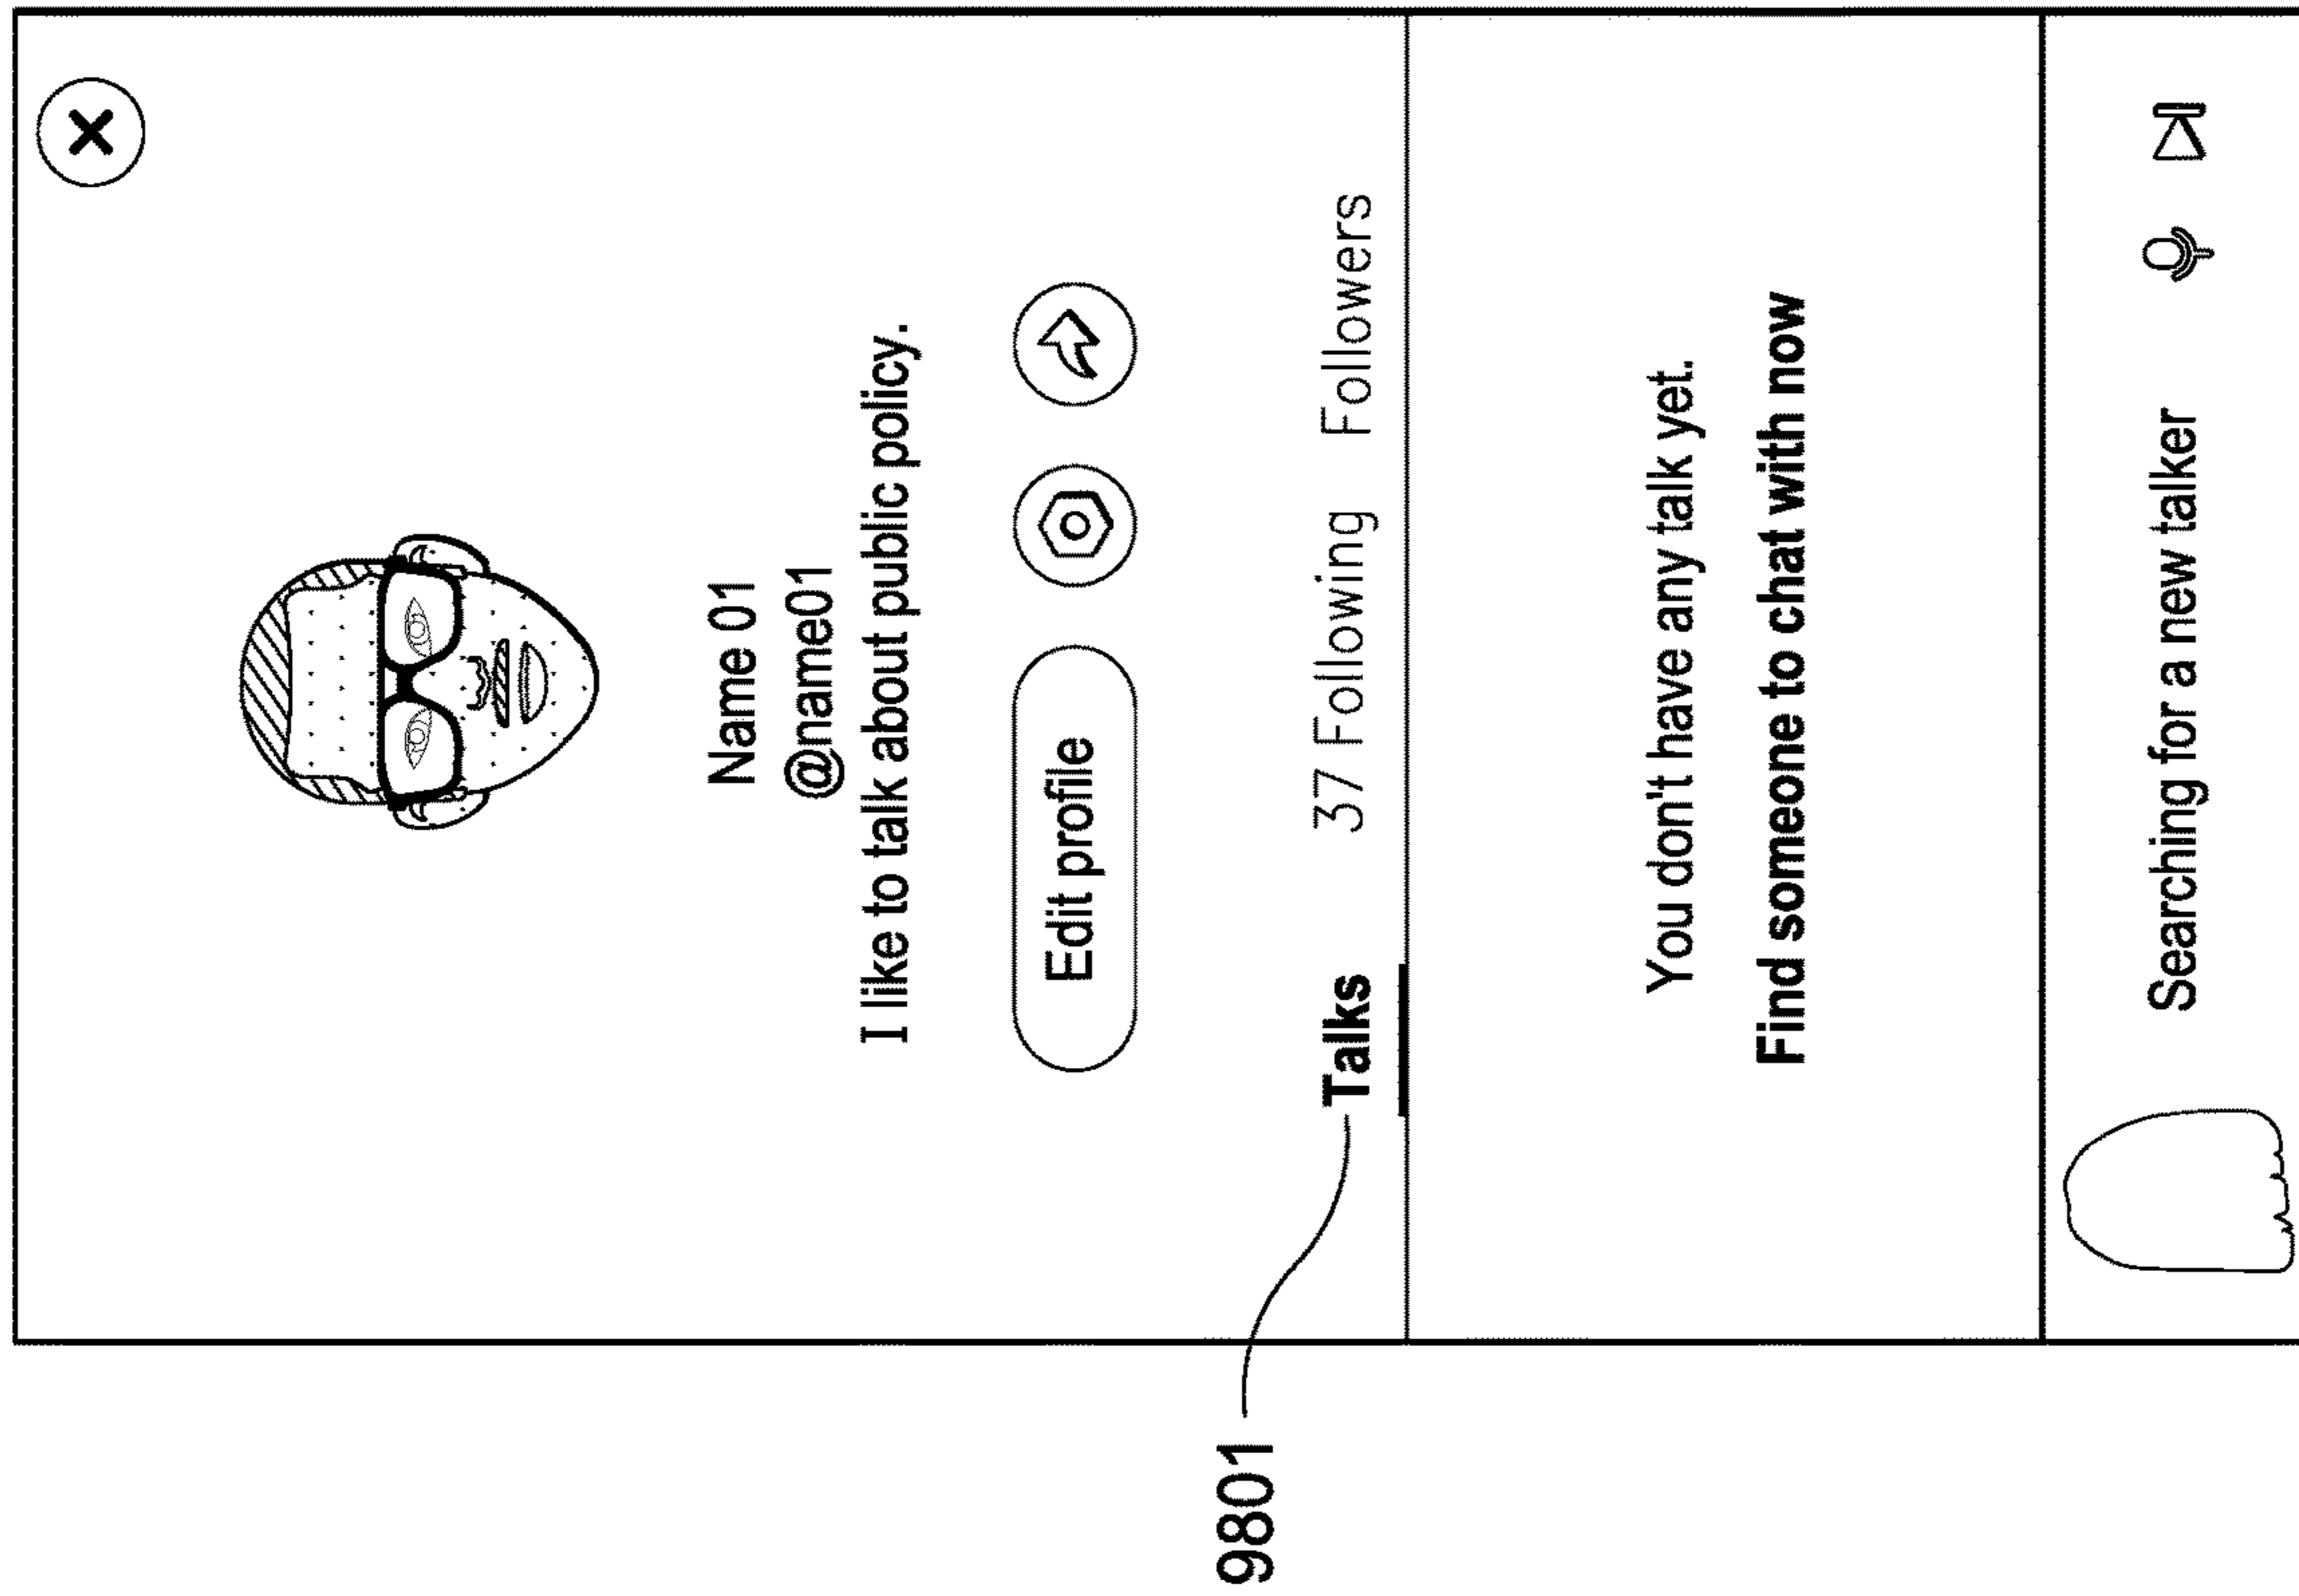 Name 01
@name01
I like to talk about public policy.
Edit profile
9801
Talks 37 Following Followers
You don't have any talk yet.
Find someone to chat with now
Searching for a new talker